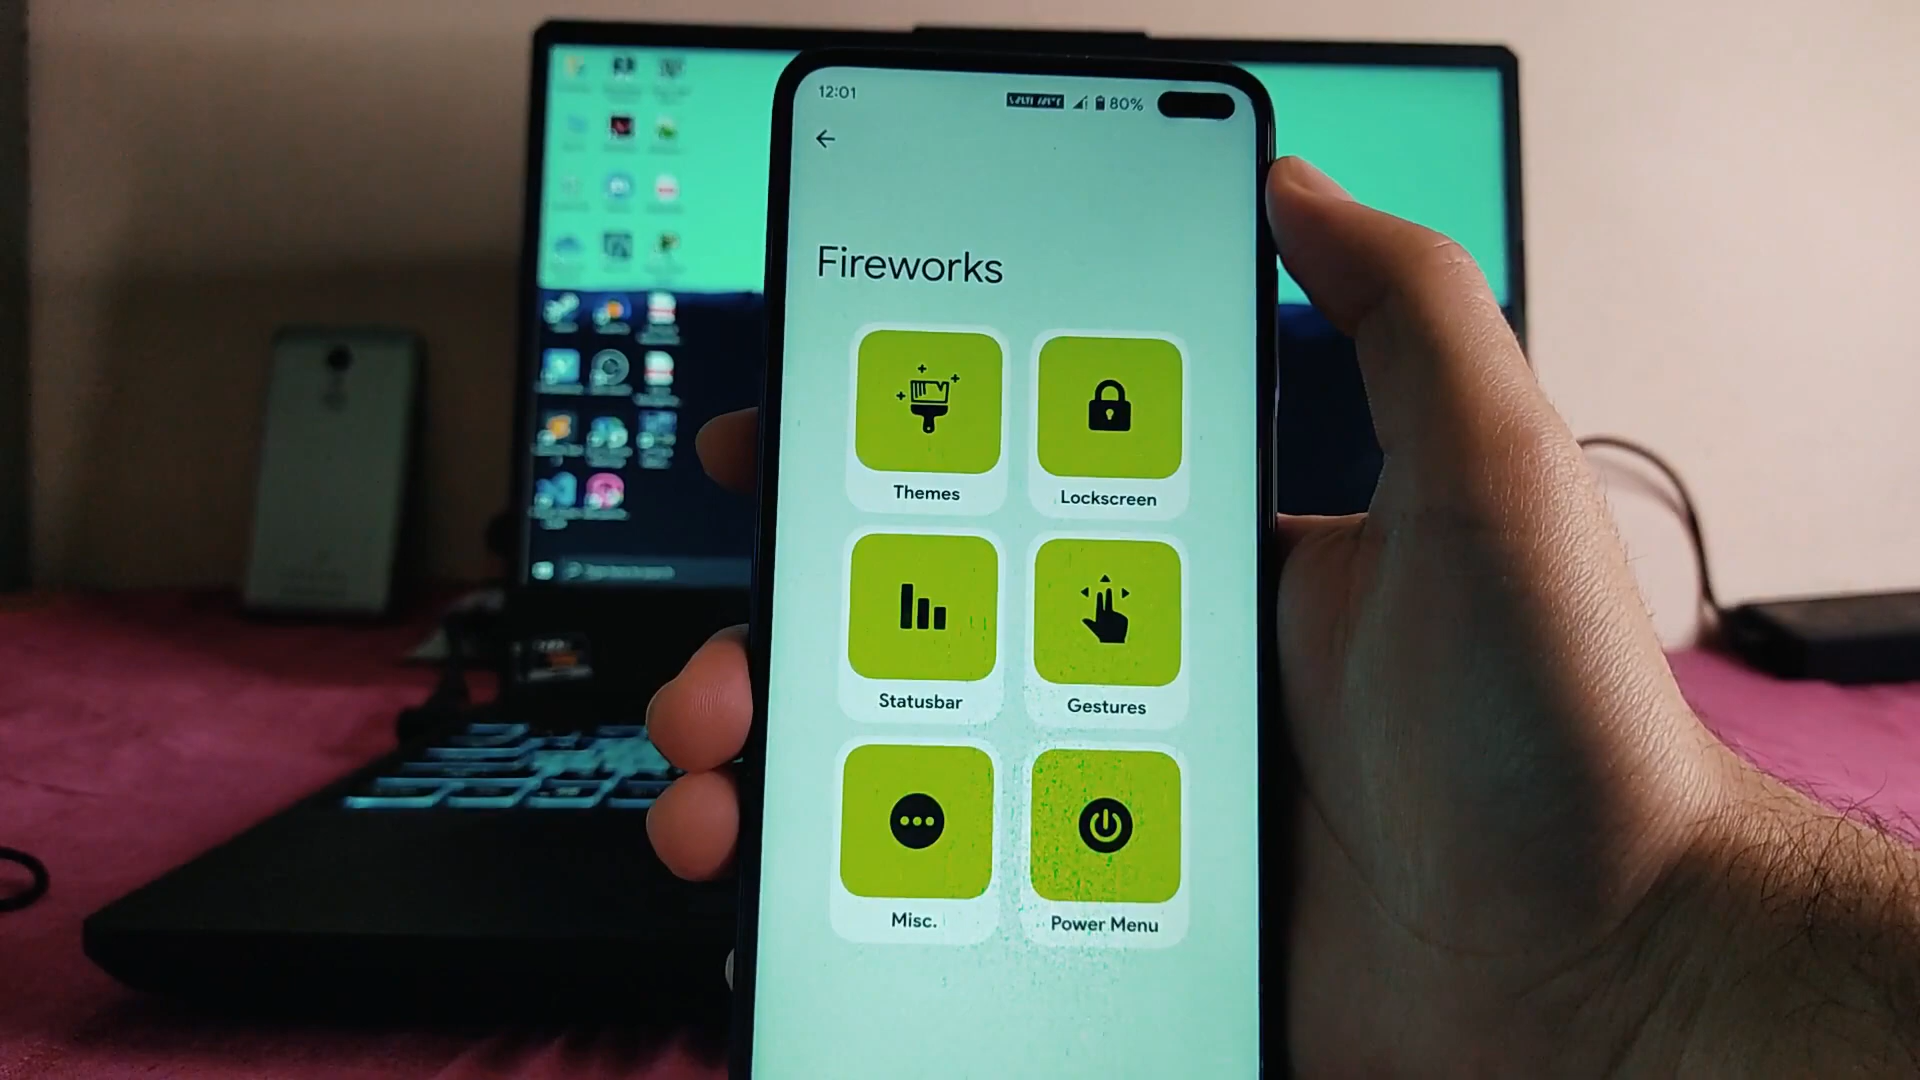 12:01
80%
Fireworks
Themes
Lockscreen
Statusbar
Gestures
Misc.
Power Menu